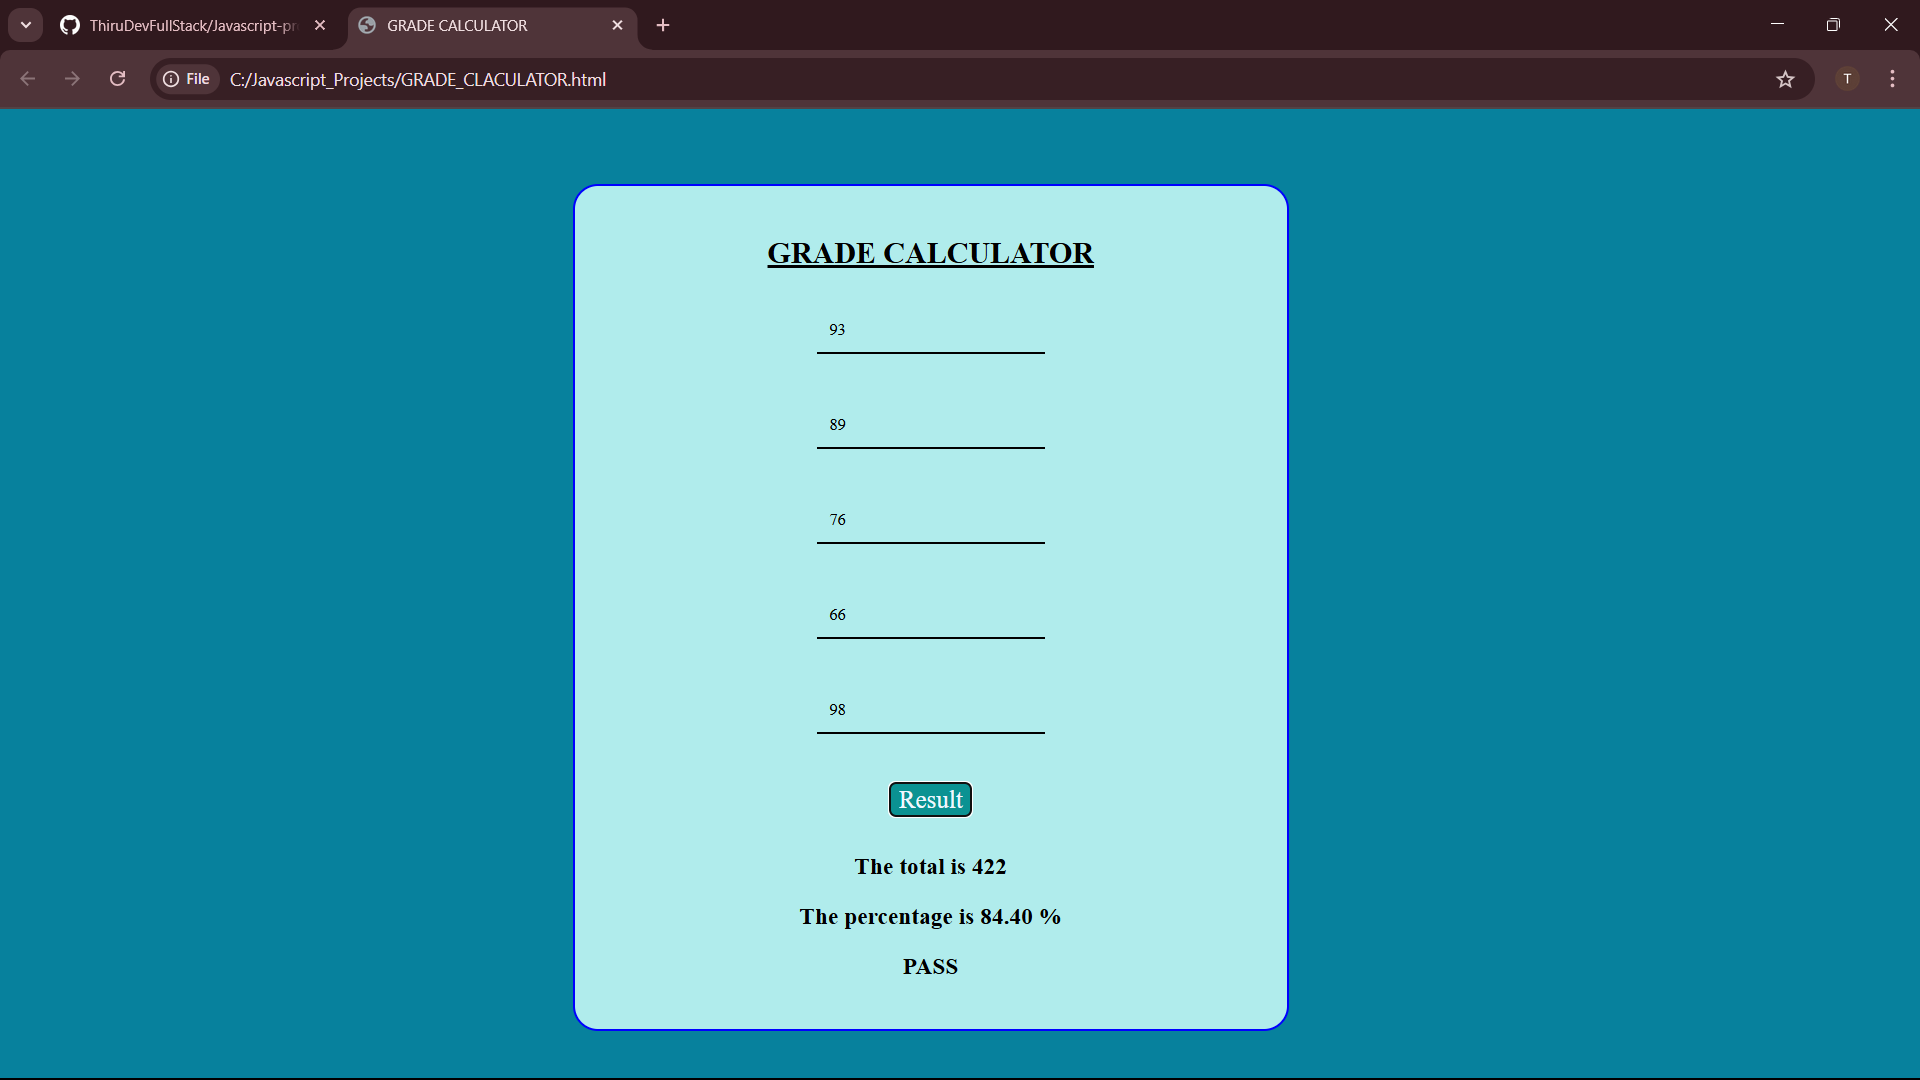 ThiruDevFullStack/Javascript-pr
GRADE CALCULATOR
File
C:/Javascript_Projects/GRADE_CLACULATOR.html
T
GRADE CALCULATOR
93
89
76
66
98
Result
The total is 422
The percentage is 84.40 %
PASS